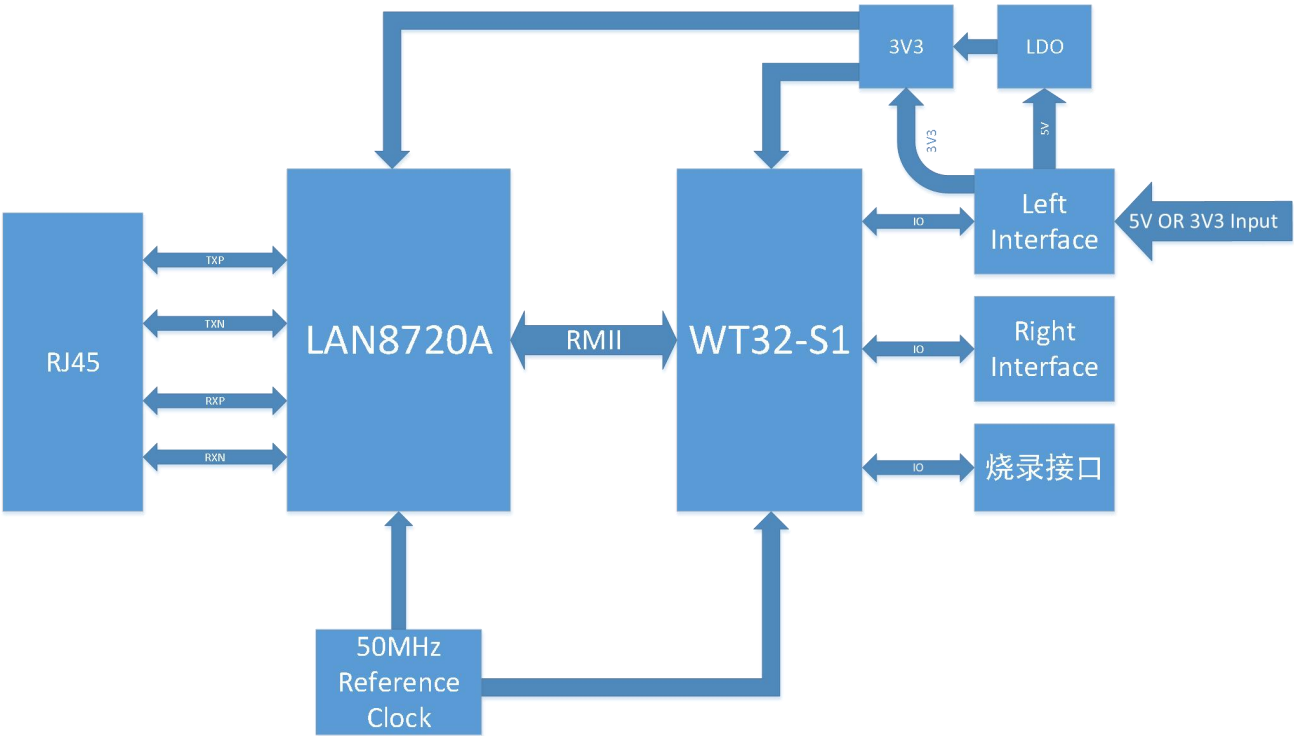 3V3
LDO
3V3
5V
Left
Interface
5V OR 3V3 Input
IO
RJ45
TXP
TXN
RXP
RXN
LAN8720A
RMII
WT32-S1
IO
Right
Interface
IO
烧录接口
50MHz
Reference
Clock